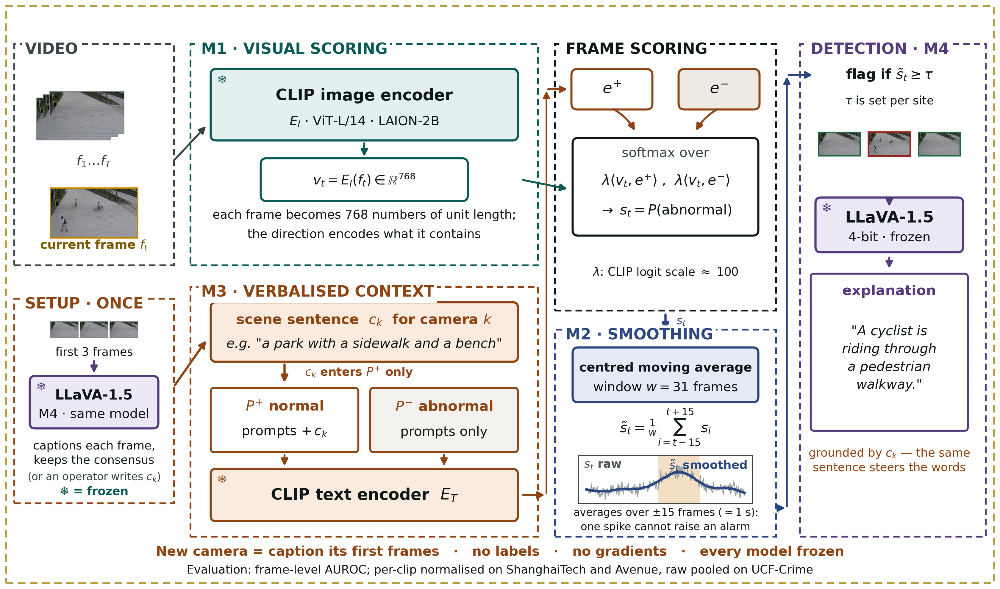 VIDEO
f₁…f_T
current frame f_t
SETUP · ONCE
first 3 frames
❄
LLaVA-1.5
M4 · same model
captions each frame,
keeps the consensus
(or an operator writes c_k)
❄ = frozen
M1 · VISUAL SCORING
❄
CLIP image encoder
E_I · ViT-L/14 · LAION-2B
v_t = E_I(f_t) ∈ ℝ^768
each frame becomes 768 numbers of unit length;
the direction encodes what it contains
M3 · VERBALISED CONTEXT
scene sentence c_k for camera k
e.g. "a park with a sidewalk and a bench"
c_k enters P⁺ only
P⁺ normal
prompts + c_k
P⁻ abnormal
prompts only
❄
CLIP text encoder E_T
FRAME SCORING
e⁺
e⁻
softmax over
λ⟨v_t, e⁺⟩ , λ⟨v_t, e⁻⟩
→ s_t = P(abnormal)
λ: CLIP logit scale ≈ 100
s_t
M2 · SMOOTHING
centred moving average
window w = 31 frames
s̃_t = 1/w ∑_{i=t−15}^{t+15} s_i
s_t raw
s̃_t smoothed
averages over ±15 frames (≈1 s):
one spike cannot raise an alarm
DETECTION · M4
flag if s̃_t ≥ τ
τ is set per site
❄
LLaVA-1.5
4-bit · frozen
explanation
"A cyclist is
riding through
a pedestrian
walkway."
grounded by c_k — the same
sentence steers the words
New camera = caption its first frames · no labels · no gradients · every model frozen
Evaluation: frame-level AUROC; per-clip normalised on ShanghaiTech and Avenue, raw pooled on UCF-Crime